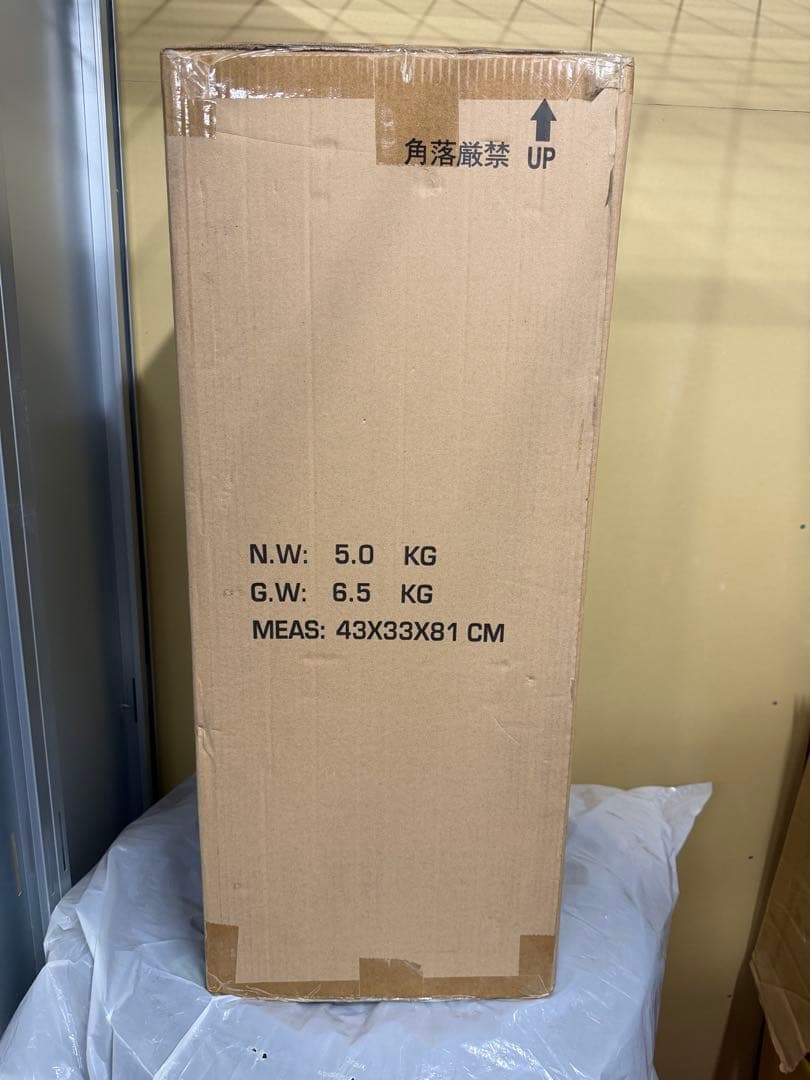 角落厳禁 UP
N.W: 5.0 KG
G.W: 6.5 KG
MEAS: 43X33X81 CM